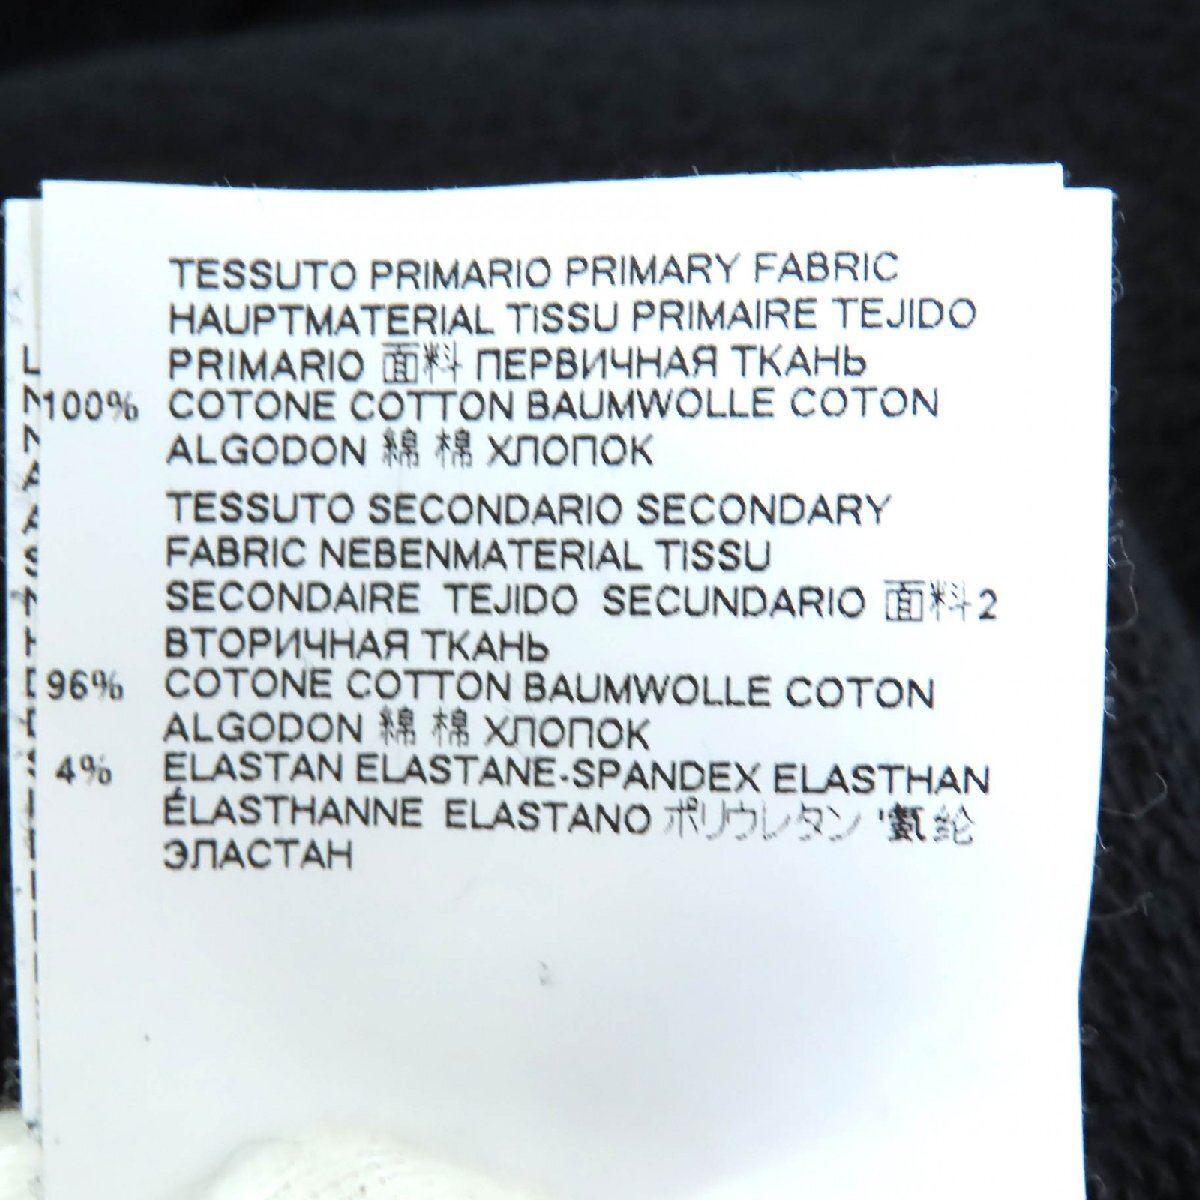 TESSUTO PRIMARIO PRIMARY FABRIC
HAUPTMATERIAL TISSU PRIMAIRE TEJIDO
PRIMARIO 面料 ПЕРВИЧНАЯ ТКАНЬ
100% COTONE COTTON BAUMWOLLE COTON
ALGODON 綿 棉 ХЛОПОК
TESSUTO SECONDARIO SECONDARY
FABRIC NEBENMATERIAL TISSU
SECONDAIRE TEJIDO SECUNDARIO 面料2
ВТОРИЧНАЯ ТКАНЬ
96% COTONE COTTON BAUMWOLLE COTON
ALGODON 綿 棉 ХЛОПОК
4% ELASTAN ELASTANE-SPANDEX ELASTHAN
ÉLASTHANNE ELASTANO ポリウレタン '氨纶
ЭЛАСТАН